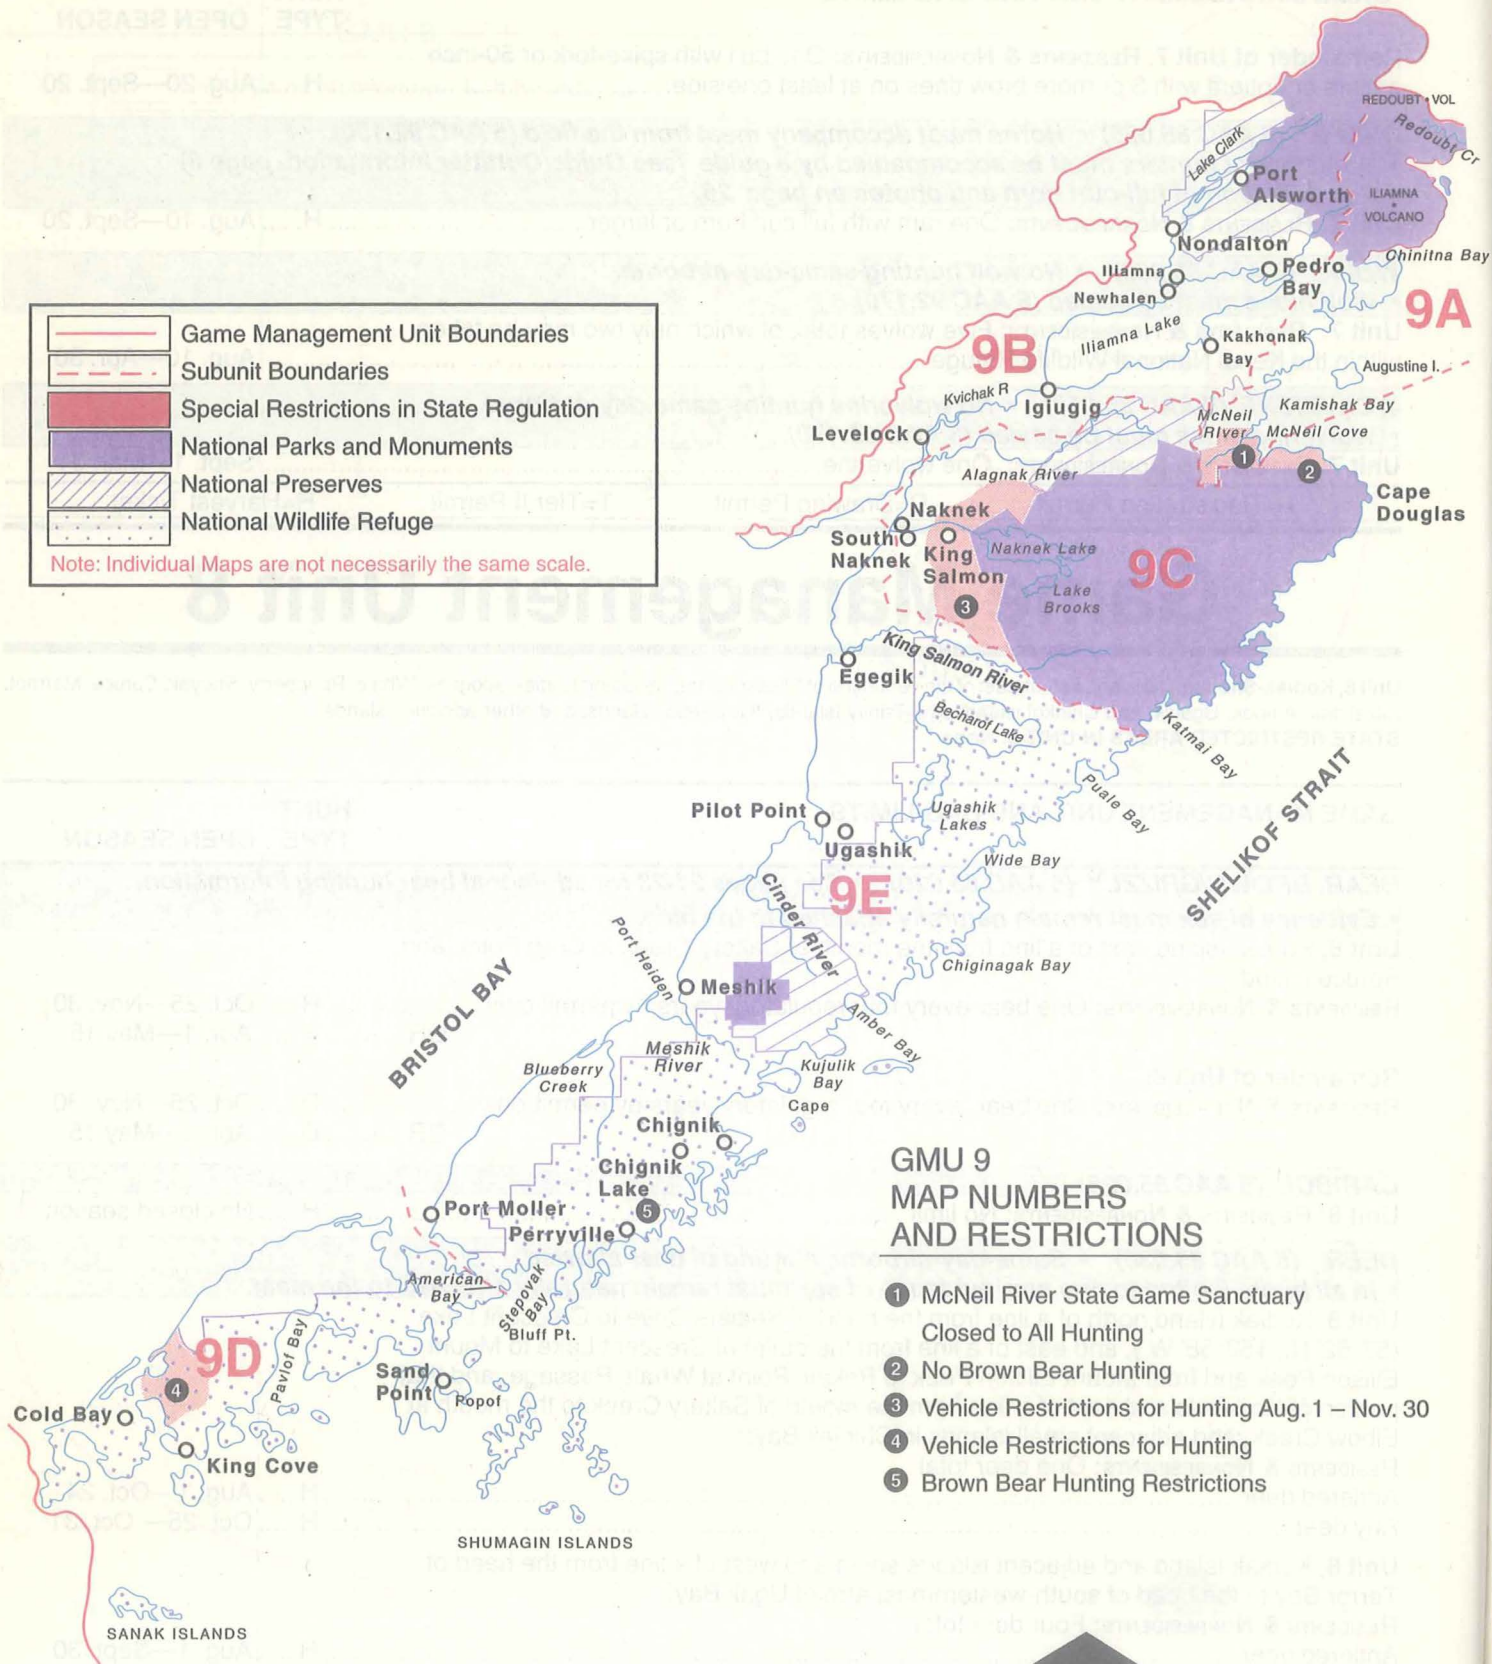 REDOUBT VOL
Redoubt Cr
Lake Clark
Port
Alsworth
ILIAMNA
VOLCANO
Nondalton
Chinitna Bay
Iliamna
Pedro
Bay
Newhalen
9A
Game Management Unit Boundaries
Subunit Boundaries
Special Restrictions in State Regulation
National Parks and Monuments
National Preserves
National Wildlife Refuge
Note: Individual Maps are not necessarily the same scale.
9B
Iliamna Lake
Kakhonak
Bay
Augustine I.
Kvichak R
Igiugig
Kamishak Bay
McNeil
River
McNeil Cove
Levelock
1
2
Alagnak River
Cape
Douglas
Naknek
South
Naknek
King
Salmon
Naknek Lake
9C
Lake
Brooks
3
King Salmon River
Egegik
Becharof Lake
Katmai Bay
Puale Bay
SHELIKOF STRAIT
Pilot Point
Ugashik
Lakes
Ugashik
Wide Bay
9E
Cinder River
Port Heiden
Chiginagak Bay
Meshik
BRISTOL BAY
Amber Bay
Meshik
River
Blueberry
Creek
Kujulik
Bay
Cape
Chignik
Chignik
Lake
5
Port Moller
Perryville
American
Bay
Stepovak
Bay
Bluff Pt.
9D
Pavlof Bay
4
Sand
Point
Popof
Cold Bay
King Cove
SHUMAGIN ISLANDS
SANAK ISLANDS
GMU 9
MAP NUMBERS
AND RESTRICTIONS
1 McNeil River State Game Sanctuary
Closed to All Hunting
2 No Brown Bear Hunting
3 Vehicle Restrictions for Hunting Aug. 1 – Nov. 30
4 Vehicle Restrictions for Hunting
5 Brown Bear Hunting Restrictions